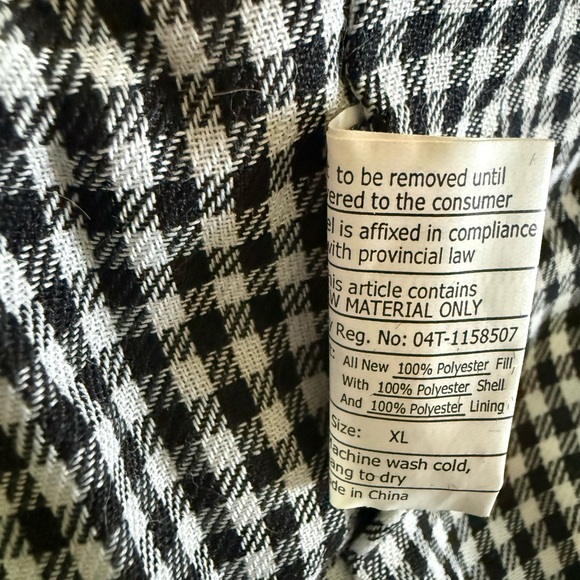 to be removed until
ered to the consumer
el is affixed in compliance
with provincial law
his article contains
W MATERIAL ONLY
y Reg. No: 04T-1158507
: All New 100% Polyester Fill,
With 100% Polyester Shell
And 100% Polyester Lining
Size: XL
achine wash cold,
ang to dry
de in China